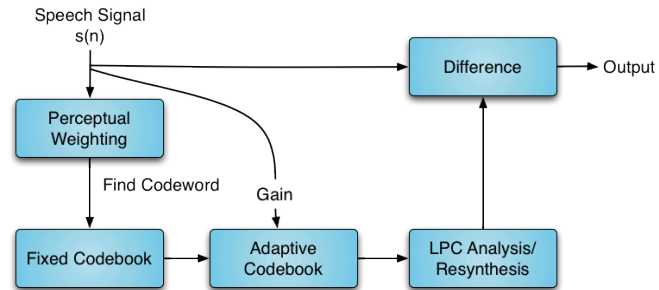 Speech Signal
s(n)
Difference
Output
Perceptual
Weighting
Find Codeword
Gain
Fixed Codebook
Adaptive
Codebook
LPC Analysis/
Resynthesis